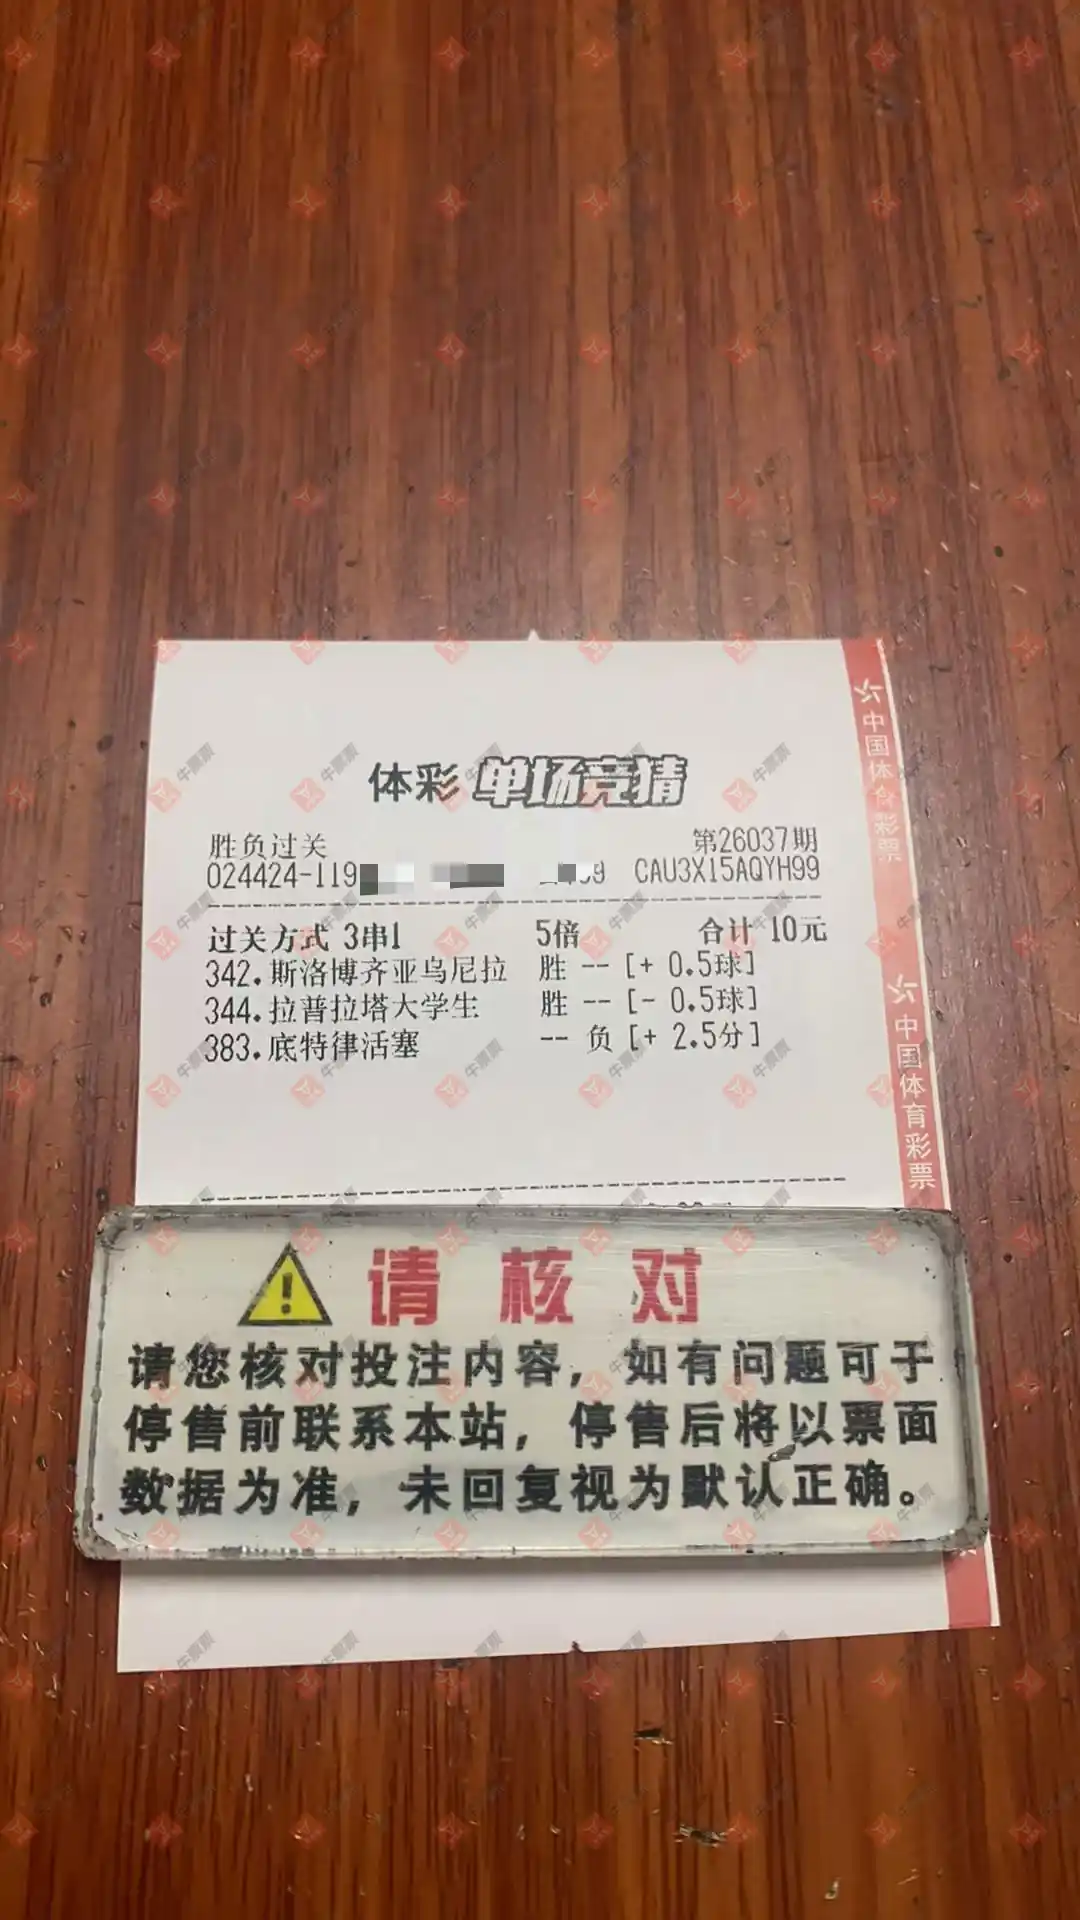 体彩 单场竞猜
胜负过关 第26037期
024424-119 CAU3X15AQYH99
过关方式 3串1 5倍 合计 10元
342.斯洛博齐亚乌尼拉 胜 -- [+ 0.5球]
344.拉普拉塔大学生 胜 -- [- 0.5球]
383.底特律活塞 -- 负 [+ 2.5分]
中国体育彩票
中国体育彩票
请核对
请您核对投注内容，如有问题可于
停售前联系本站，停售后将以票面
数据为准，未回复视为默认正确。
牛票票